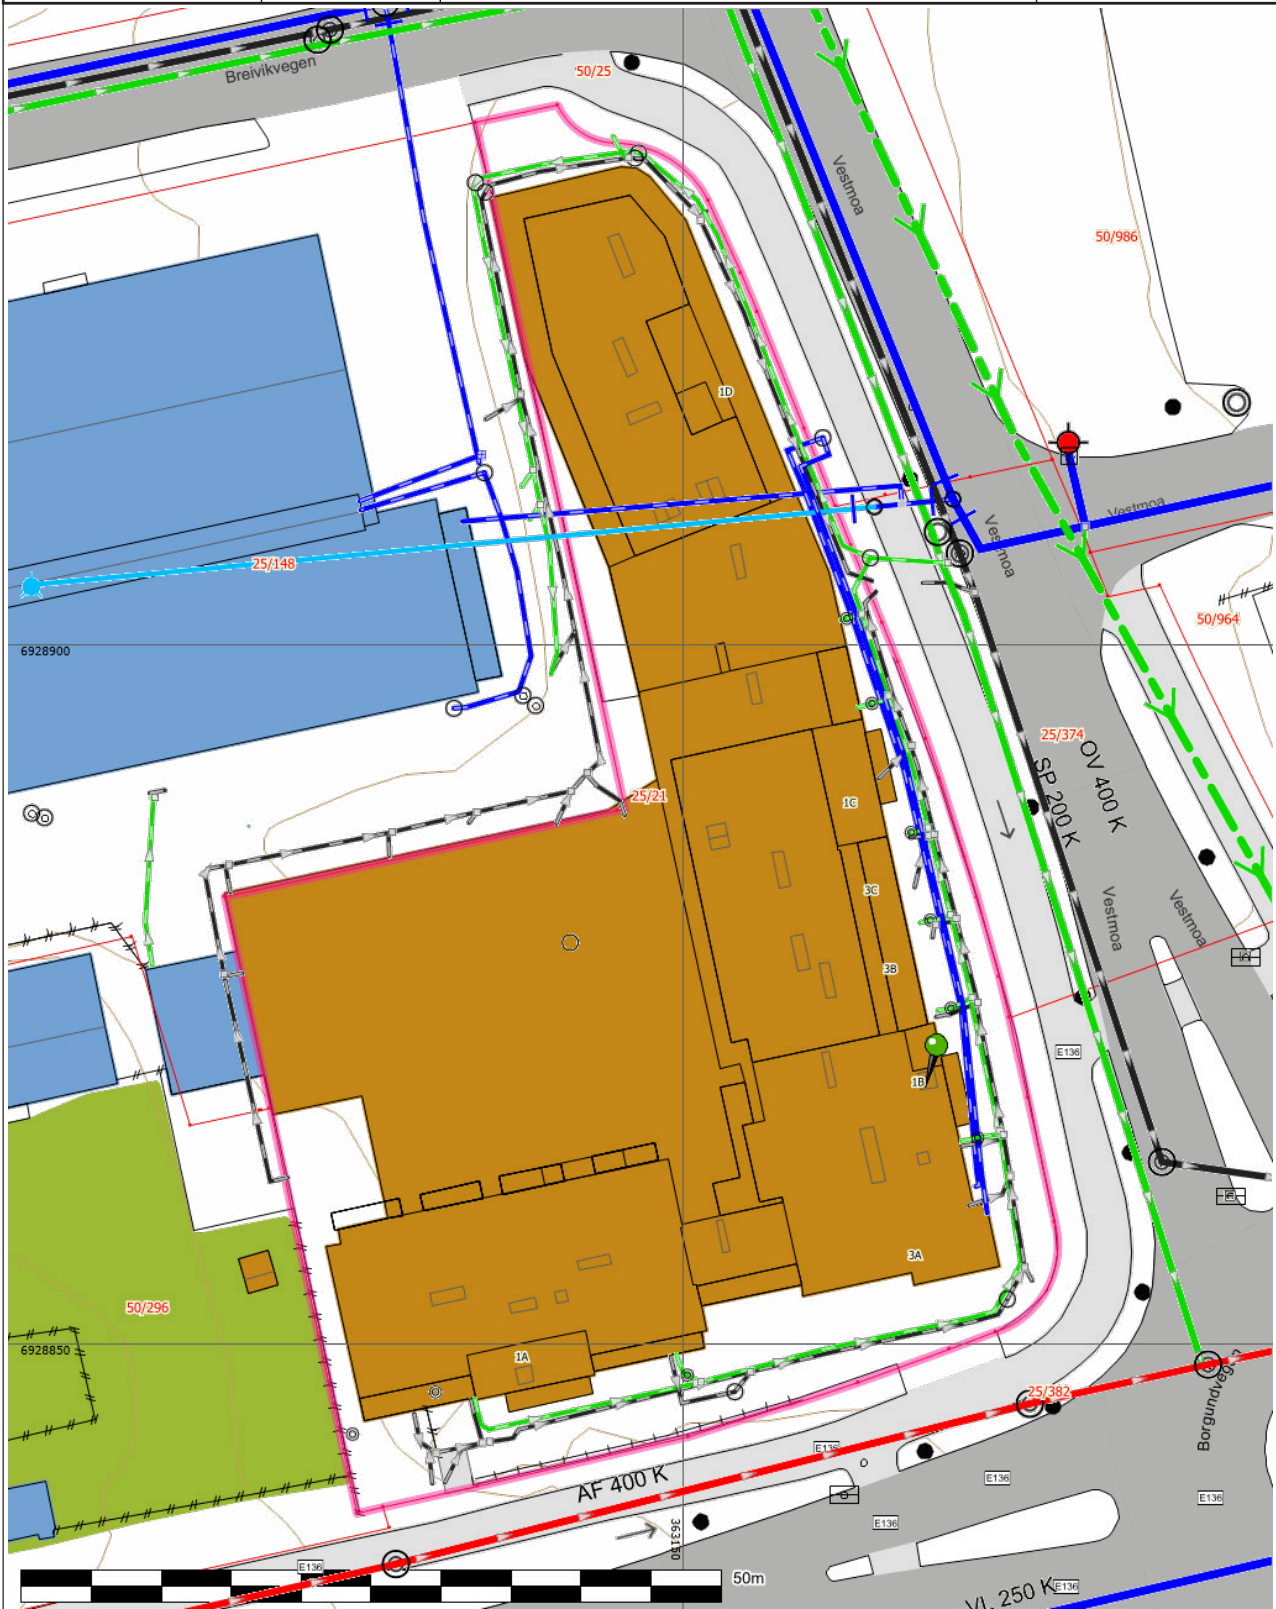 Breivikvegen
50/25
Vestmoa
50/986
1D
Vestmoa
Vestmoa
25/148
50/964
6928900
25/374
OV 400 K
SP 200 K
25/21
1C
3C
Vestmoa
Vestmoa
3B
E136
1B
3A
50/296
6928850
1A
25/382
Borgundvegen
E136
AF 400 K
E136
E136
E136
363150
E136
50m
VL 250 K
E136